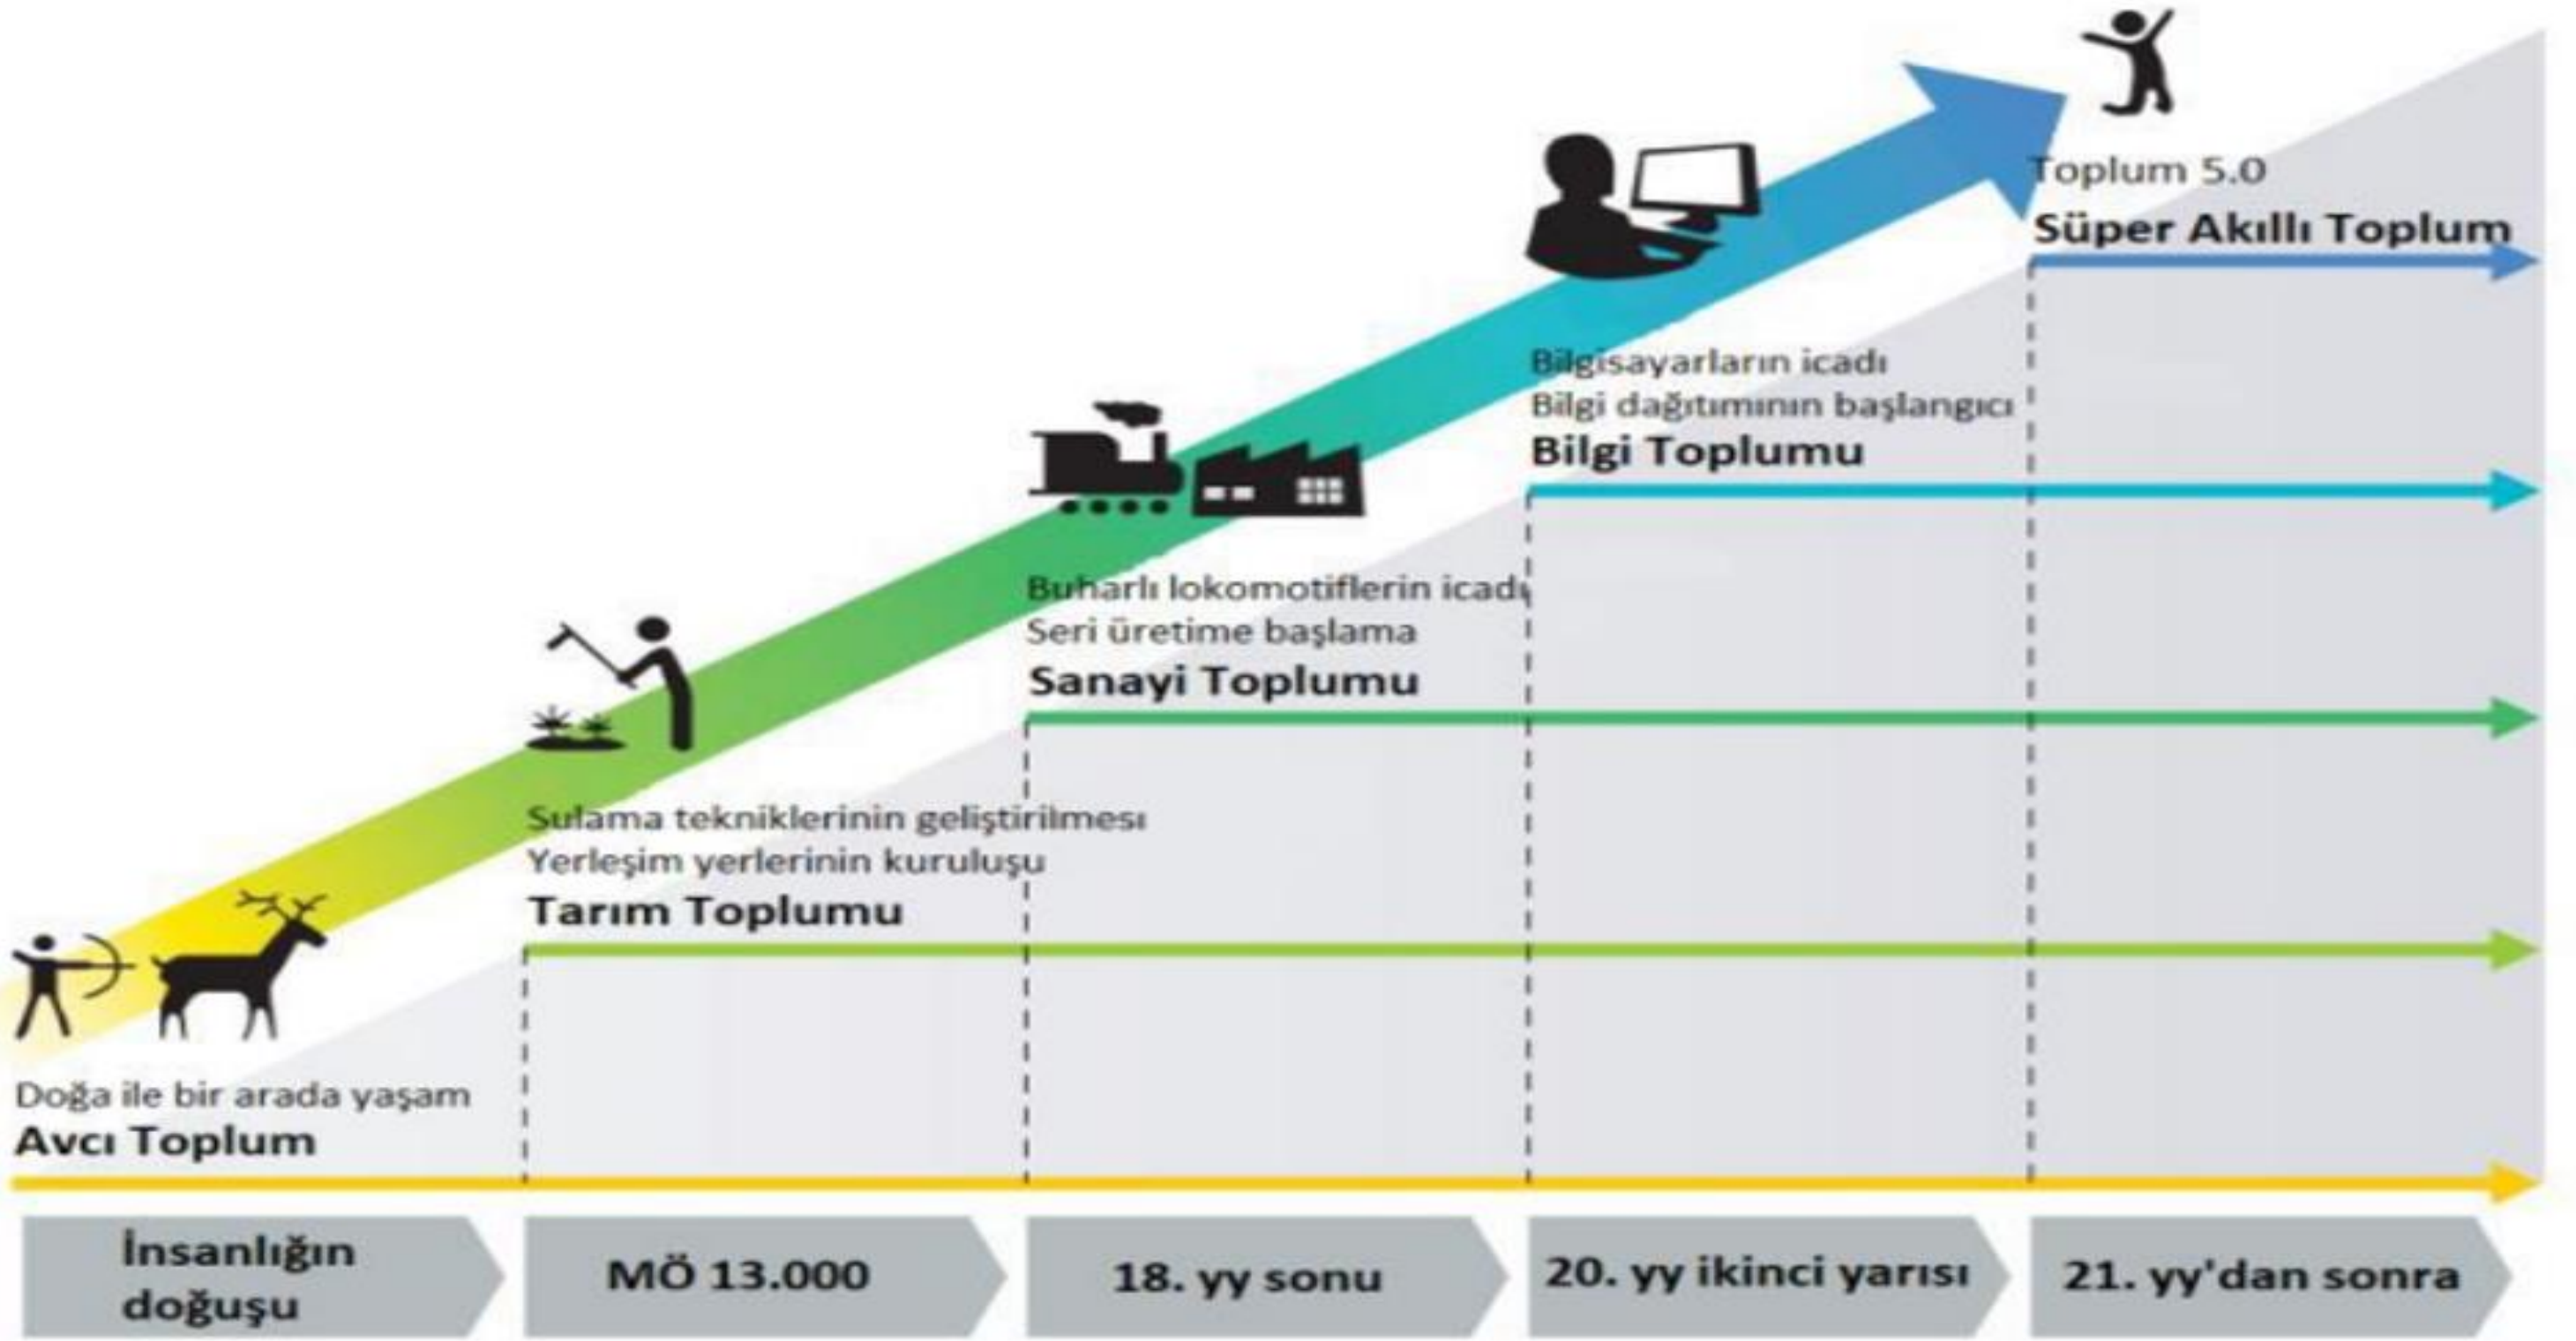 Toplum 5.0
Süper Akıllı Toplum
Bilgisayarların icadı
Bilgi dağıtımının başlangıcı
Bilgi Toplumu
Buharlı lokomotiflerin icadı
Seri üretime başlama
Sanayi Toplumu
Sulama tekniklerinin geliştirilmesi
Yerleşim yerlerinin kuruluşu
Tarım Toplumu
Doğa ile bir arada yaşam
Avcı Toplum
İnsanlığın
doğuşu
MÖ 13.000
18. yy sonu
20. yy ikinci yarısı
21. yy'dan sonra